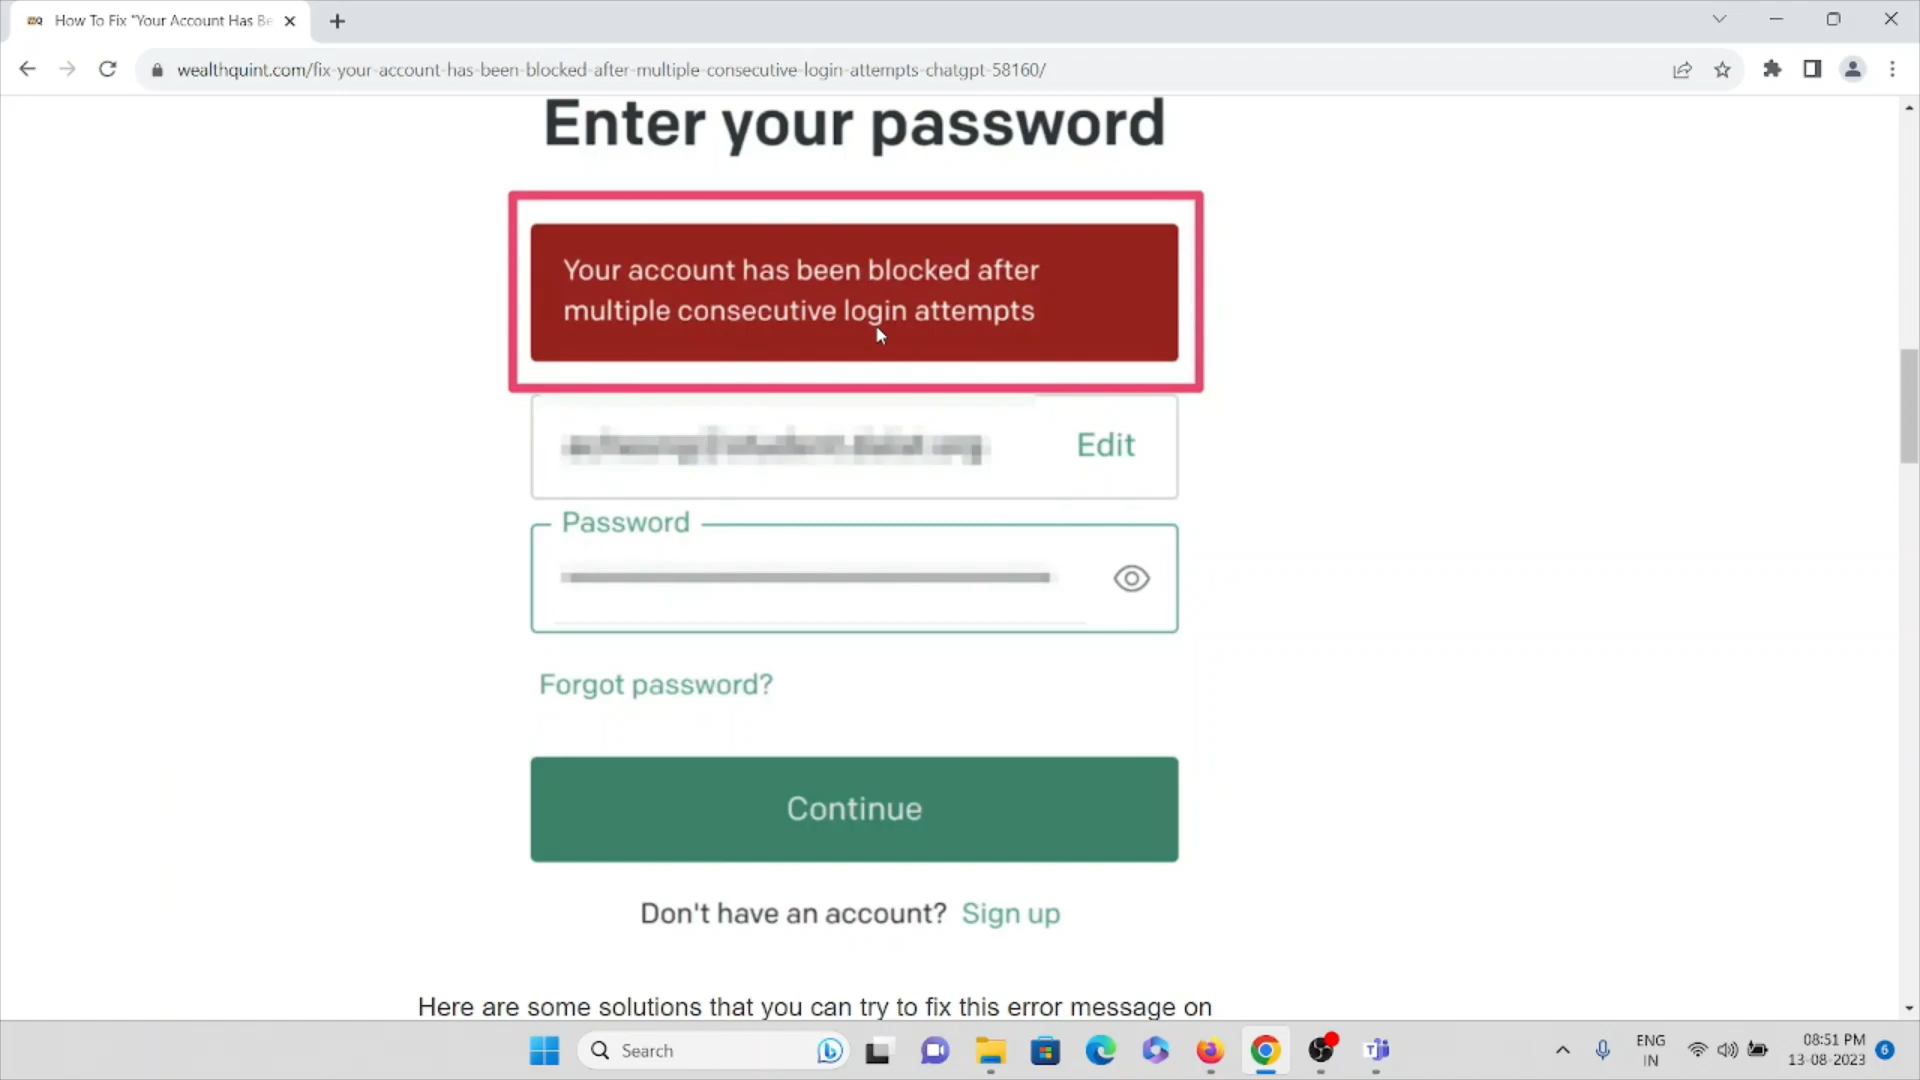 How To Fix "Your Account Has Be
wealthquint.com/fix-your-account-has-been-blocked-after-multiple-consecutive-login-attempts-chatgpt-58160/
Enter your password
Your account has been blocked after
multiple consecutive login attempts
Edit
Password
Forgot password?
Continue
Don't have an account? Sign up
Here are some solutions that you can try to fix this error message on
Search
ENG
IN
08:51 PM
13-08-2023
6